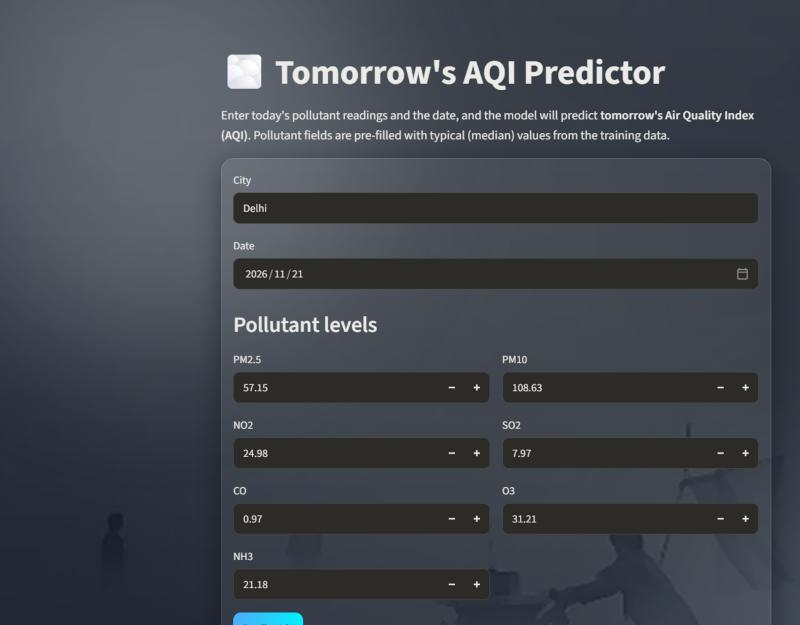 Tomorrow's AQI Predictor
Enter today's pollutant readings and the date, and the model will predict tomorrow's Air Quality Index
(AQI). Pollutant fields are pre-filled with typical (median) values from the training data.
City
Delhi
Date
2026/11/21
Pollutant levels
PM2.5 PM10
57.15 − + 108.63 − +
NO2 SO2
24.98 − + 7.97 − +
CO O3
0.97 − + 31.21 − +
NH3
21.18 − +